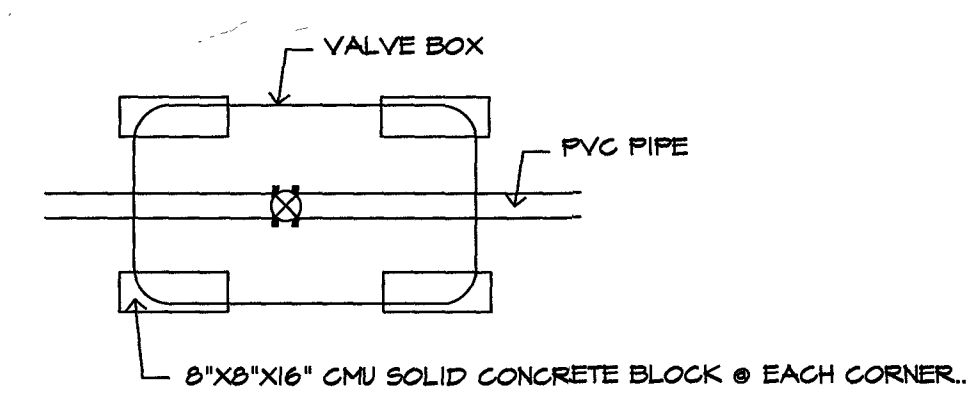 VALVE BOX
PVC PIPE
8"X8"X16" CMU SOLID CONCRETE BLOCK @ EACH CORNER..